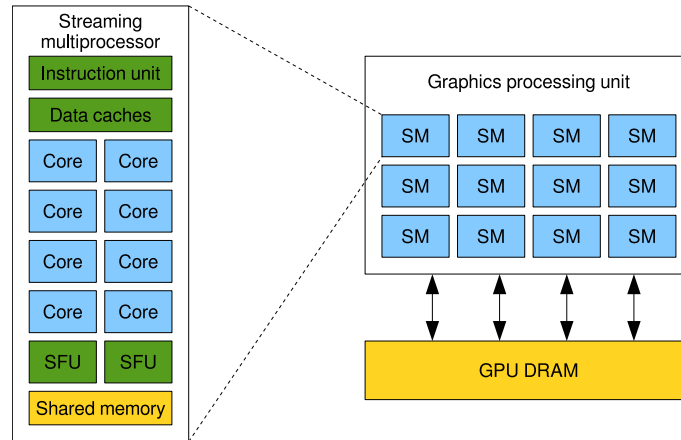 Streaming
multiprocessor
Instruction unit
Data caches
Core Core
Core Core
Core Core
Core Core
SFU SFU
Shared memory
Graphics processing unit
SM SM SM SM
SM SM SM SM
SM SM SM SM
GPU DRAM